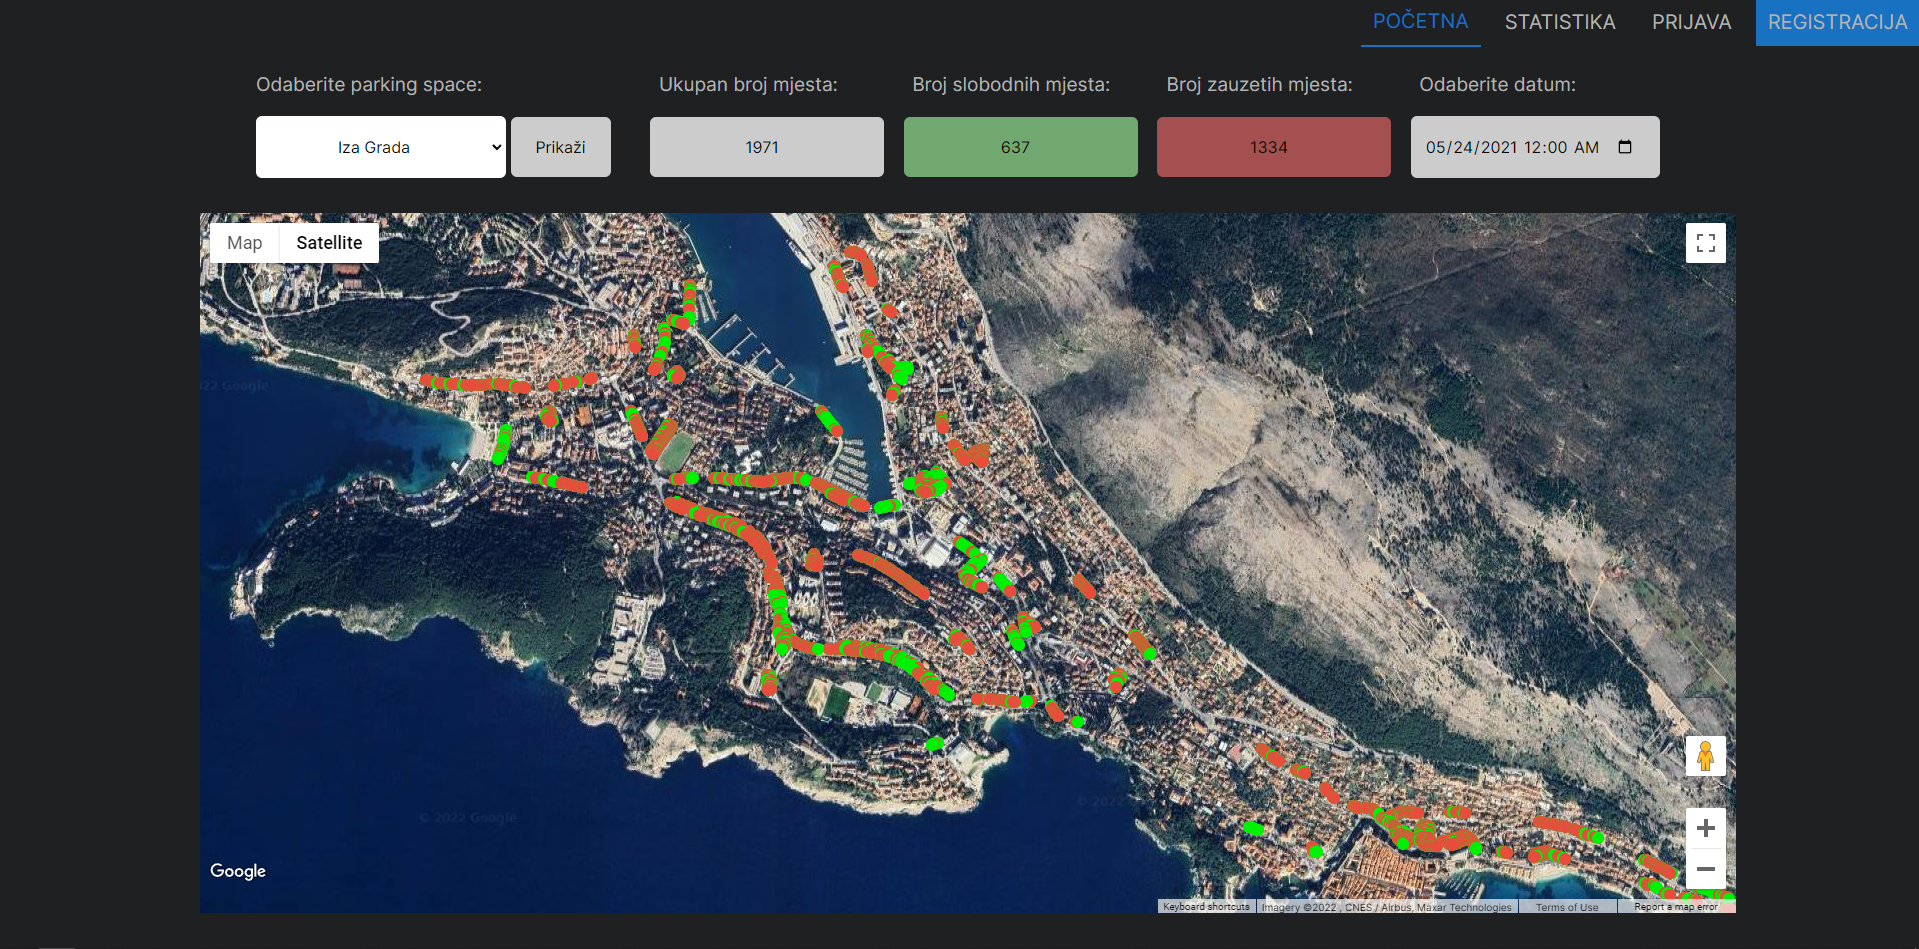 POČETNA
STATISTIKA
PRIJAVA
REGISTRACIJA
Odaberite parking space:
Ukupan broj mjesta:
Broj slobodnih mjesta:
Broj zauzetih mjesta:
Odaberite datum:
Iza Grada
Prikaži
1971
637
1334
05/24/2021 12:00 AM
Map
Satellite
22 Google
© 2022
© 2022 Google
Google
Keyboard shortcuts
Imagery ©2022 , CNES / Airbus, Maxar Technologies
Terms of Use
Report a map error